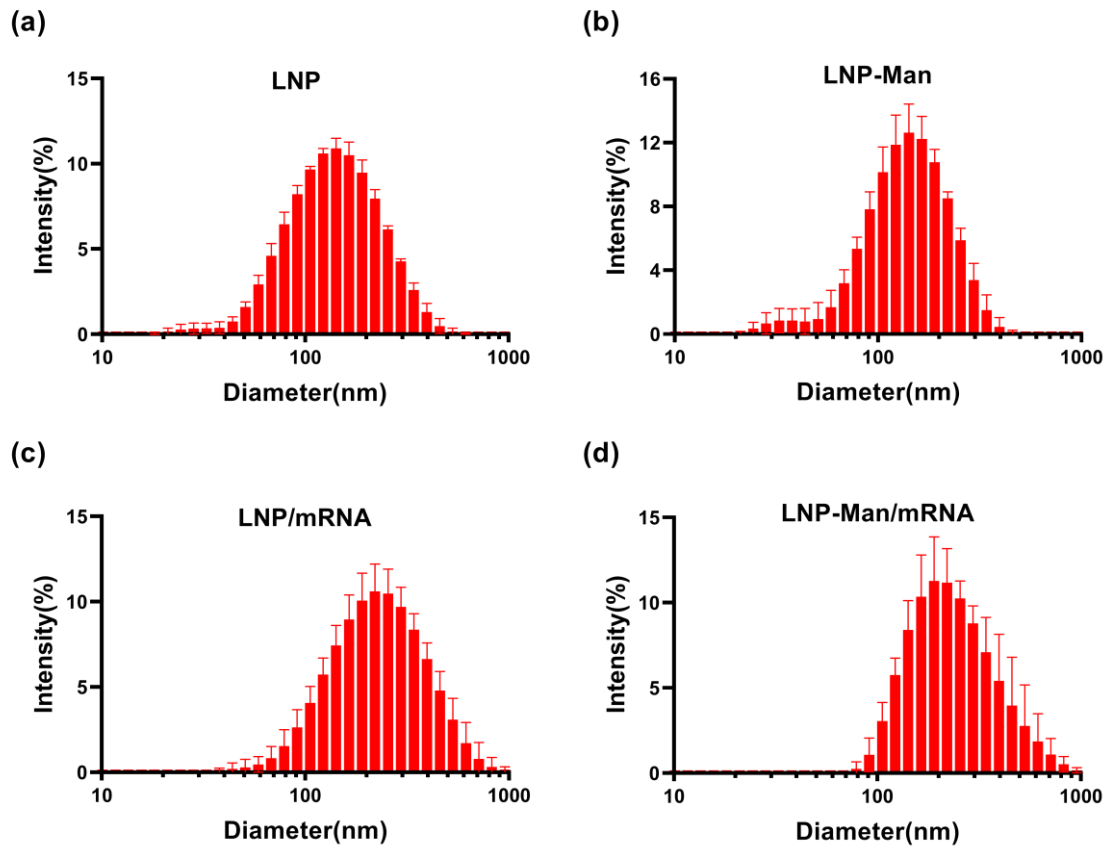 (a)
LNP
15
10
5
0
Intensity(%)
10
100
1000
Diameter(nm)
(b)
LNP-Man
16
12
8
4
0
Intensity(%)
10
100
1000
Diameter(nm)
(c)
LNP/mRNA
15
10
5
0
Intensity(%)
10
100
1000
Diameter(nm)
(d)
LNP-Man/mRNA
15
10
5
0
Intensity(%)
10
100
1000
Diameter(nm)